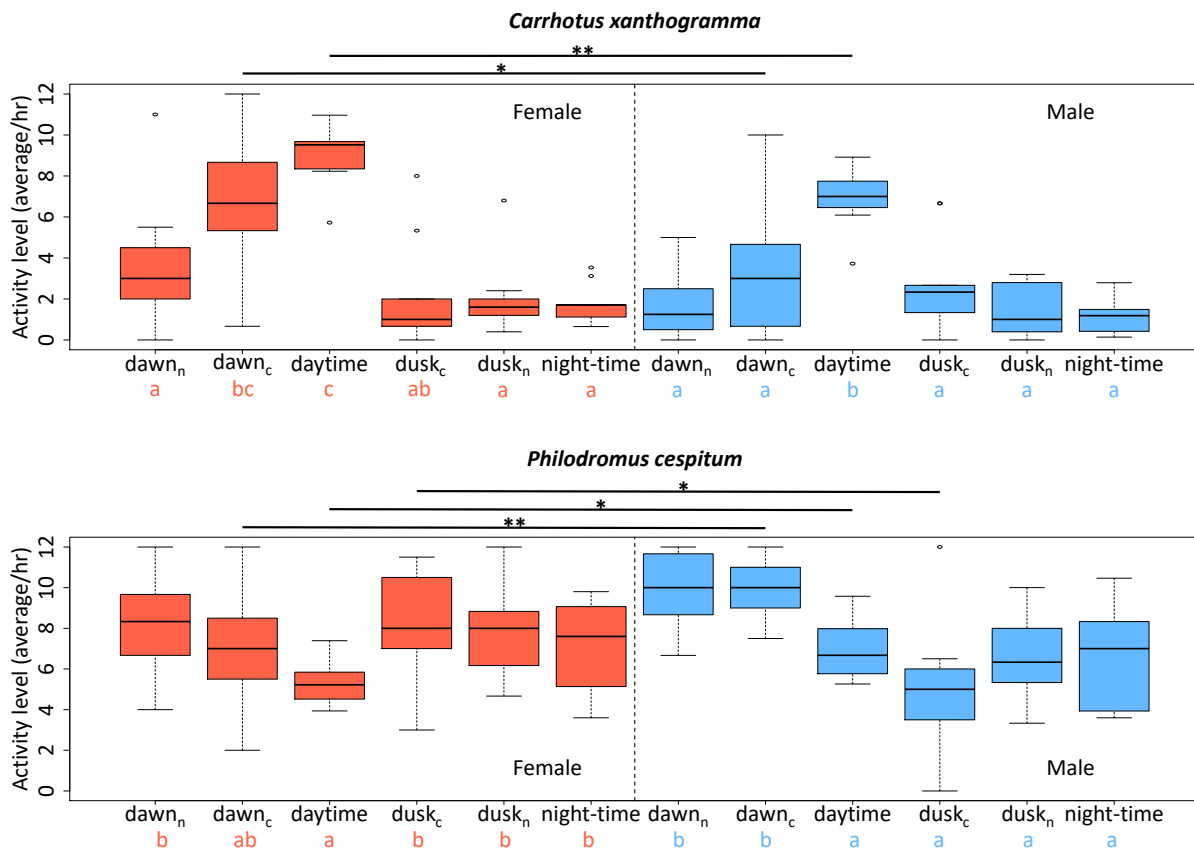 Carrhotus xanthogramma
**
*
Activity level (average/hr)
0 2 4 6 8 10 12
Female Male
dawnn dawnc daytime duskc duskn night-time dawnn dawnc daytime duskc duskn night-time
a bc c ab a a a a b a a a
Philodromus cespitum
*
*
**
Activity level (average/hr)
0 2 4 6 8 10 12
Female Male
dawnn dawnc daytime duskc duskn night-time dawnn dawnc daytime duskc duskn night-time
b ab a b b b b b a a a a